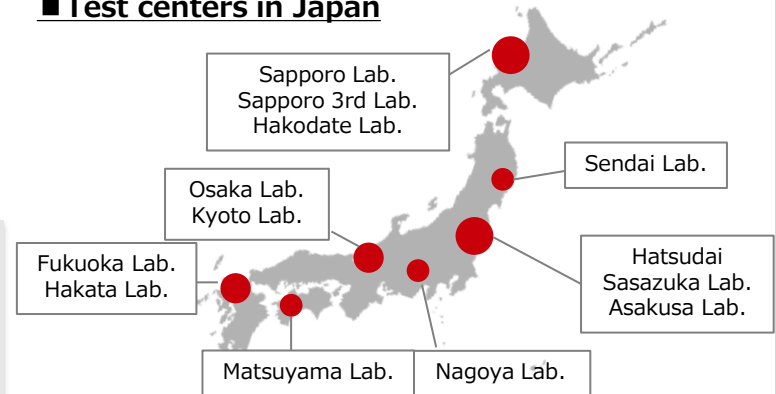 ■Test centers in Japan
Sapporo Lab.
Sapporo 3rd Lab.
Hakodate Lab.
Sendai Lab.
Osaka Lab.
Kyoto Lab.
Fukuoka Lab.
Hakata Lab.
Hatsudai
Sasazuka Lab.
Asakusa Lab.
Matsuyama Lab.
Nagoya Lab.